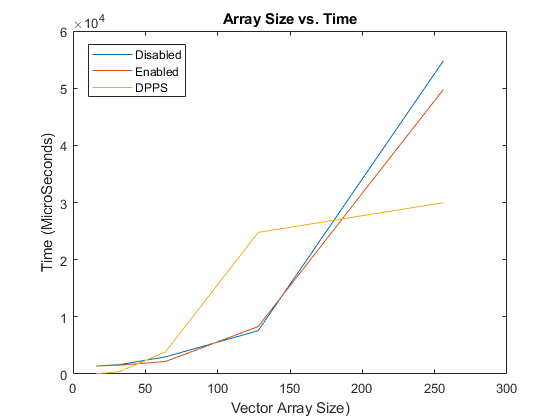 Array Size vs. Time
×10^4
Disabled
Enabled
DPPS
6
5
4
3
2
1
0
Time (MicroSeconds)
0 50 100 150 200 250 300
Vector Array Size)